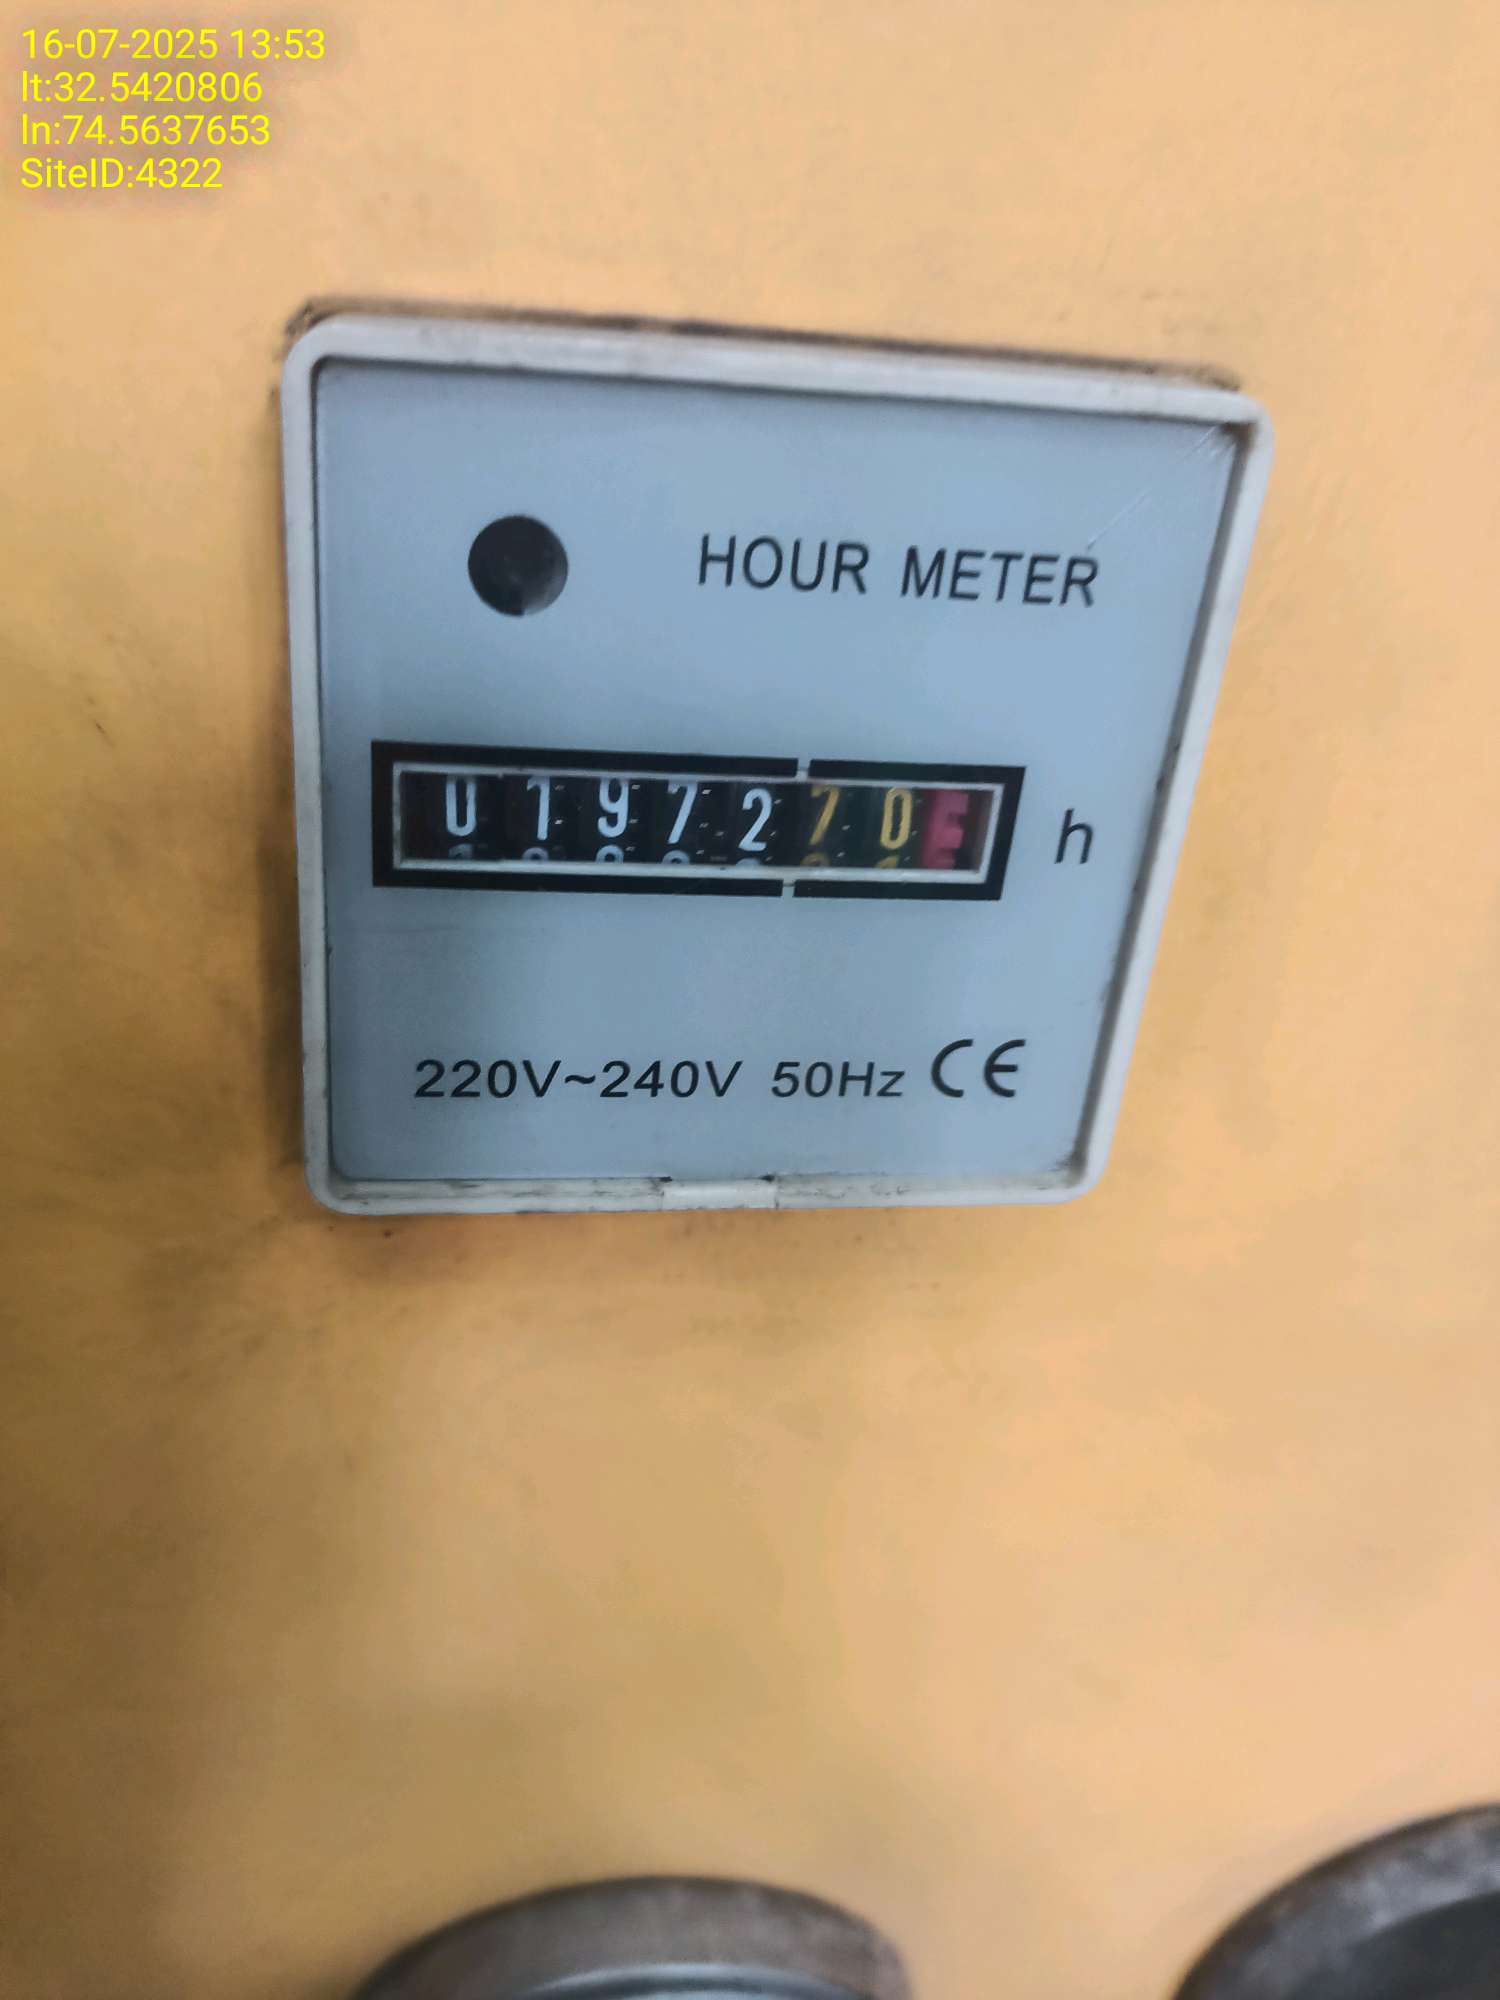 16-07-2025 13:53
lt:32.5420806
ln:74.5637653
SiteID:4322
HOUR METER
0197270 h
220V~240V 50Hz CE